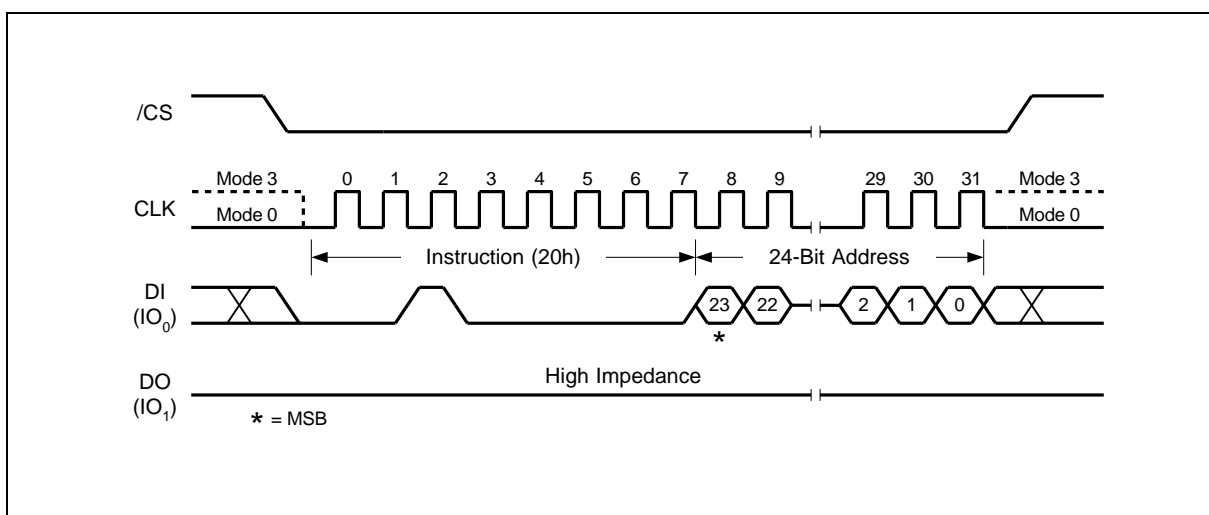 /CS
Mode 3 0 1 2 3 4 5 6 7 8 9 29 30 31 Mode 3
CLK
Mode 0 Mode 0
Instruction (20h) 24-Bit Address
DI
(IO0)
23 22 2 1 0
*
High Impedance
DO
(IO1)
* = MSB